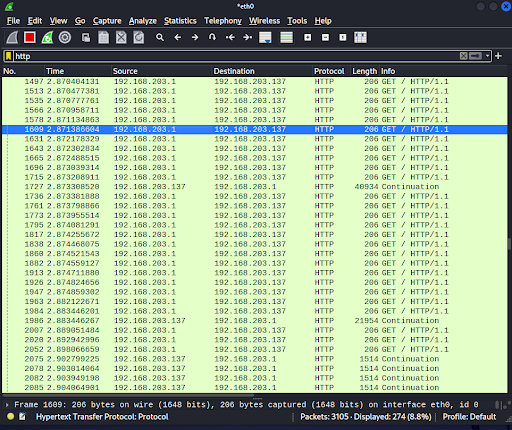 *eth0
File Edit View Go Capture Analyze Statistics Telephony Wireless Tools Help
http
No. Time Source Destination Protocol Length Info
1497 2.870404131 192.168.203.1 192.168.203.137 HTTP 206 GET / HTTP/1.1
1513 2.870477381 192.168.203.1 192.168.203.137 HTTP 206 GET / HTTP/1.1
1535 2.870777761 192.168.203.1 192.168.203.137 HTTP 206 GET / HTTP/1.1
1566 2.870958711 192.168.203.1 192.168.203.137 HTTP 206 GET / HTTP/1.1
1578 2.871134863 192.168.203.1 192.168.203.137 HTTP 206 GET / HTTP/1.1
1609 2.871386604 192.168.203.1 192.168.203.137 HTTP 206 GET / HTTP/1.1
1631 2.872178329 192.168.203.1 192.168.203.137 HTTP 206 GET / HTTP/1.1
1643 2.872302034 192.168.203.1 192.168.203.137 HTTP 206 GET / HTTP/1.1
1665 2.872488515 192.168.203.1 192.168.203.137 HTTP 206 GET / HTTP/1.1
1696 2.873039314 192.168.203.1 192.168.203.137 HTTP 206 GET / HTTP/1.1
1715 2.873208911 192.168.203.1 192.168.203.137 HTTP 206 GET / HTTP/1.1
1727 2.873308520 192.168.203.137 192.168.203.1 HTTP 40934 Continuation
1736 2.873381888 192.168.203.1 192.168.203.137 HTTP 206 GET / HTTP/1.1
1761 2.873798866 192.168.203.1 192.168.203.137 HTTP 206 GET / HTTP/1.1
1773 2.873955514 192.168.203.1 192.168.203.137 HTTP 206 GET / HTTP/1.1
1795 2.874081291 192.168.203.1 192.168.203.137 HTTP 206 GET / HTTP/1.1
1817 2.874255672 192.168.203.1 192.168.203.137 HTTP 206 GET / HTTP/1.1
1838 2.874468075 192.168.203.1 192.168.203.137 HTTP 206 GET / HTTP/1.1
1860 2.874521543 192.168.203.1 192.168.203.137 HTTP 206 GET / HTTP/1.1
1882 2.874559127 192.168.203.1 192.168.203.137 HTTP 206 GET / HTTP/1.1
1913 2.874711880 192.168.203.1 192.168.203.137 HTTP 206 GET / HTTP/1.1
1926 2.874824656 192.168.203.1 192.168.203.137 HTTP 206 GET / HTTP/1.1
1947 2.874859302 192.168.203.1 192.168.203.137 HTTP 206 GET / HTTP/1.1
1963 2.882122671 192.168.203.1 192.168.203.137 HTTP 206 GET / HTTP/1.1
1984 2.883446201 192.168.203.1 192.168.203.137 HTTP 206 GET / HTTP/1.1
1986 2.883446267 192.168.203.137 192.168.203.1 HTTP 21954 Continuation
2007 2.889051484 192.168.203.1 192.168.203.137 HTTP 206 GET / HTTP/1.1
2020 2.892942996 192.168.203.1 192.168.203.137 HTTP 206 GET / HTTP/1.1
2052 2.898066659 192.168.203.1 192.168.203.137 HTTP 206 GET / HTTP/1.1
2075 2.902799225 192.168.203.137 192.168.203.1 HTTP 1514 Continuation
2078 2.903014064 192.168.203.137 192.168.203.1 HTTP 1514 Continuation
2082 2.903949198 192.168.203.137 192.168.203.1 HTTP 1514 Continuation
2085 2.904064901 192.168.203.137 192.168.203.1 HTTP 1514 Continuation
Frame 1609: 206 bytes on wire (1648 bits), 206 bytes captured (1648 bits) on interface eth0, id 0
Hypertext Transfer Protocol: Protocol Packets: 3105 · Displayed: 274 (8.8%) Profile: Default